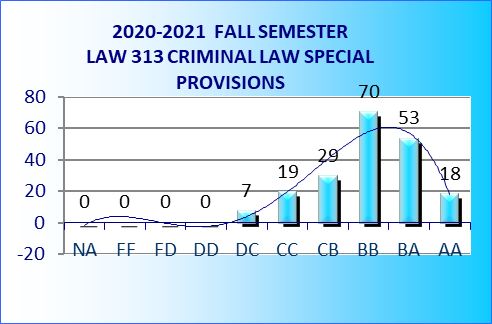 2020-2021 FALL SEMESTER
LAW 313 CRIMINAL LAW SPECIAL
PROVISIONS
80
60
40
20
0
-20
0 0 0 0 7 19 29 70 53 18
NA FF FD DD DC CC CB BB BA AA